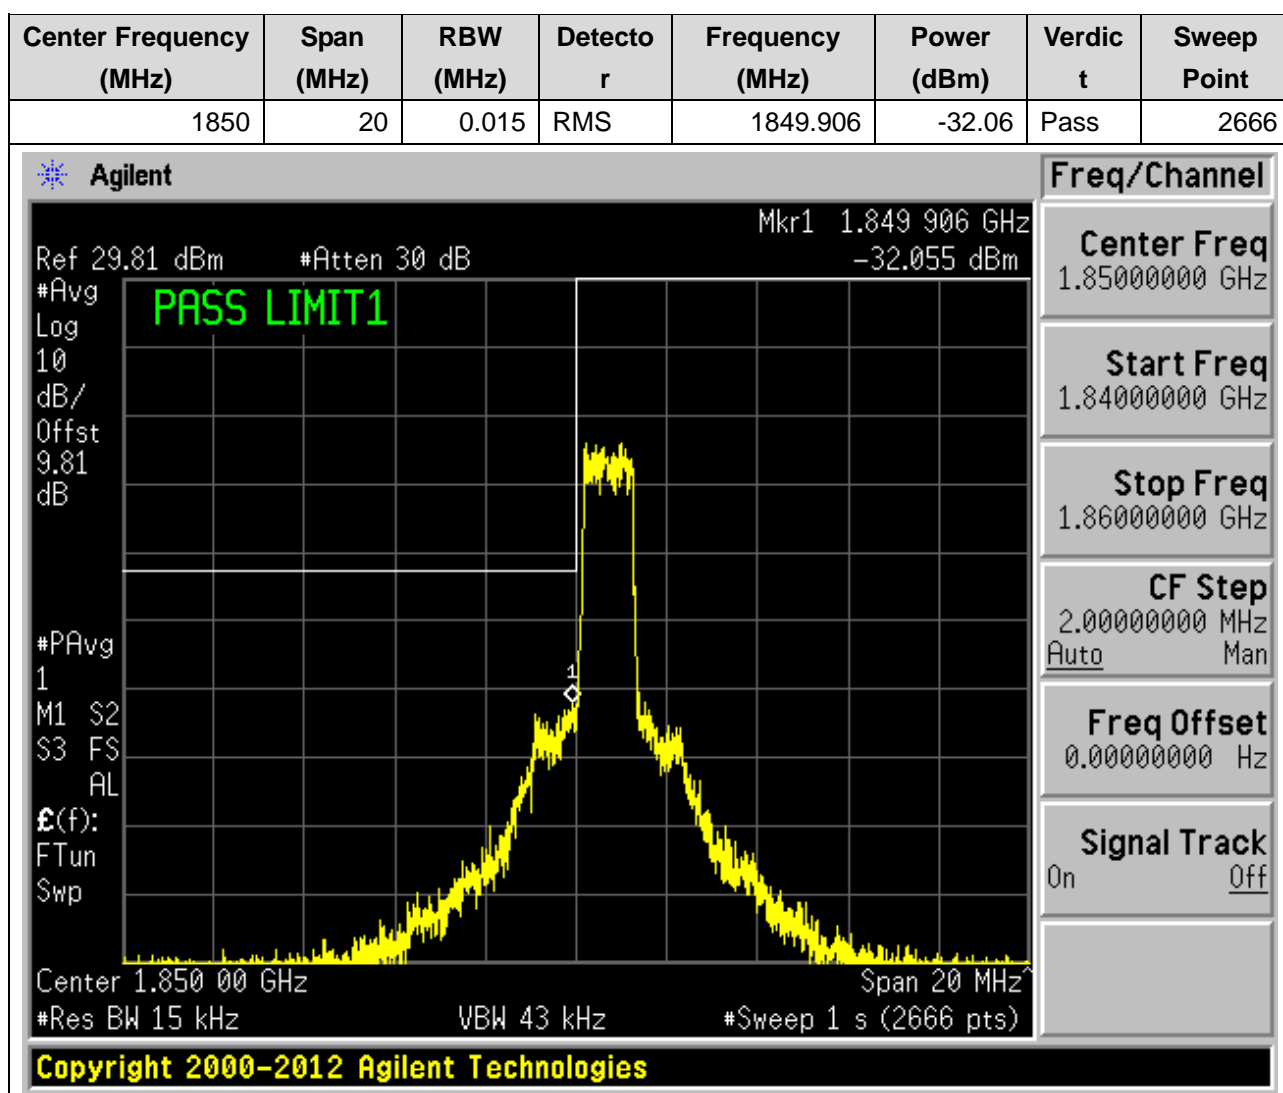 Center Frequency (MHz) Span (MHz) RBW (MHz) Detecto r Frequency (MHz) Power (dBm) Verdic t Sweep Point
1850 20 0.015 RMS 1849.906 -32.06 Pass 2666
Agilent
Freq/Channel
Mkr1 1.849 906 GHz
Ref 29.81 dBm #Atten 30 dB -32.055 dBm
#Avg
Log
10
dB/
Offst
9.81
dB
PASS LIMIT1
1
#PAvg
1
M1 S2
S3 FS
AL
£(f):
FTun
Swp
Center 1.850 00 GHz Span 20 MHz^
#Res BW 15 kHz VBW 43 kHz #Sweep 1 s (2666 pts)
Center Freq
1.85000000 GHz
Start Freq
1.84000000 GHz
Stop Freq
1.86000000 GHz
CF Step
2.00000000 MHz
Auto Man
Freq Offset
0.00000000 Hz
Signal Track
On Off
Copyright 2000-2012 Agilent Technologies